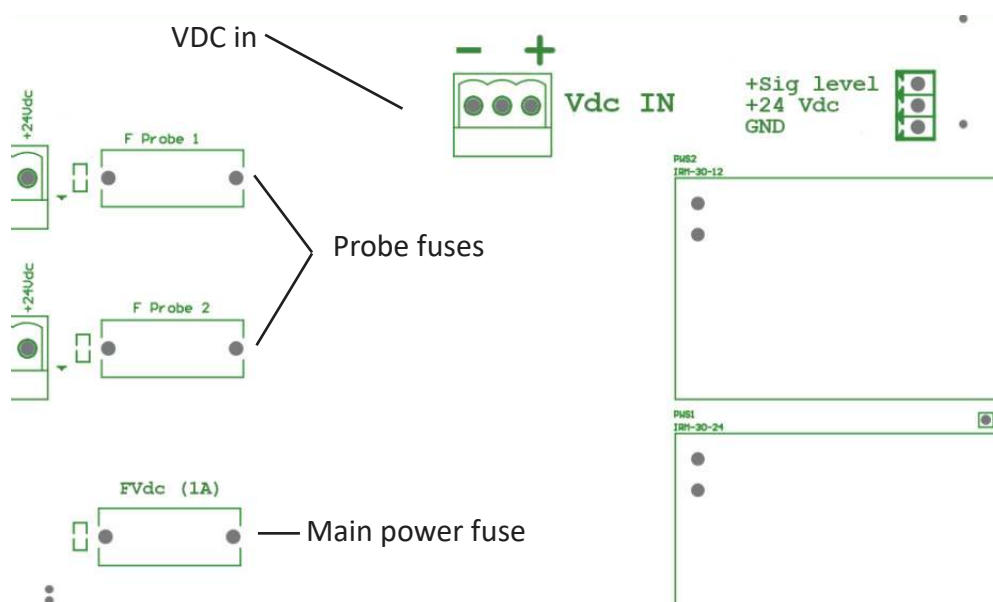 VDC in
− +
Vdc IN
+Sig level
+24 Vdc
GND
+24Vdc
F Probe 1
PWS2
IRM-30-12
Probe fuses
+24Vdc
F Probe 2
PWS1
IRM-30-24
FVdc (1A)
Main power fuse